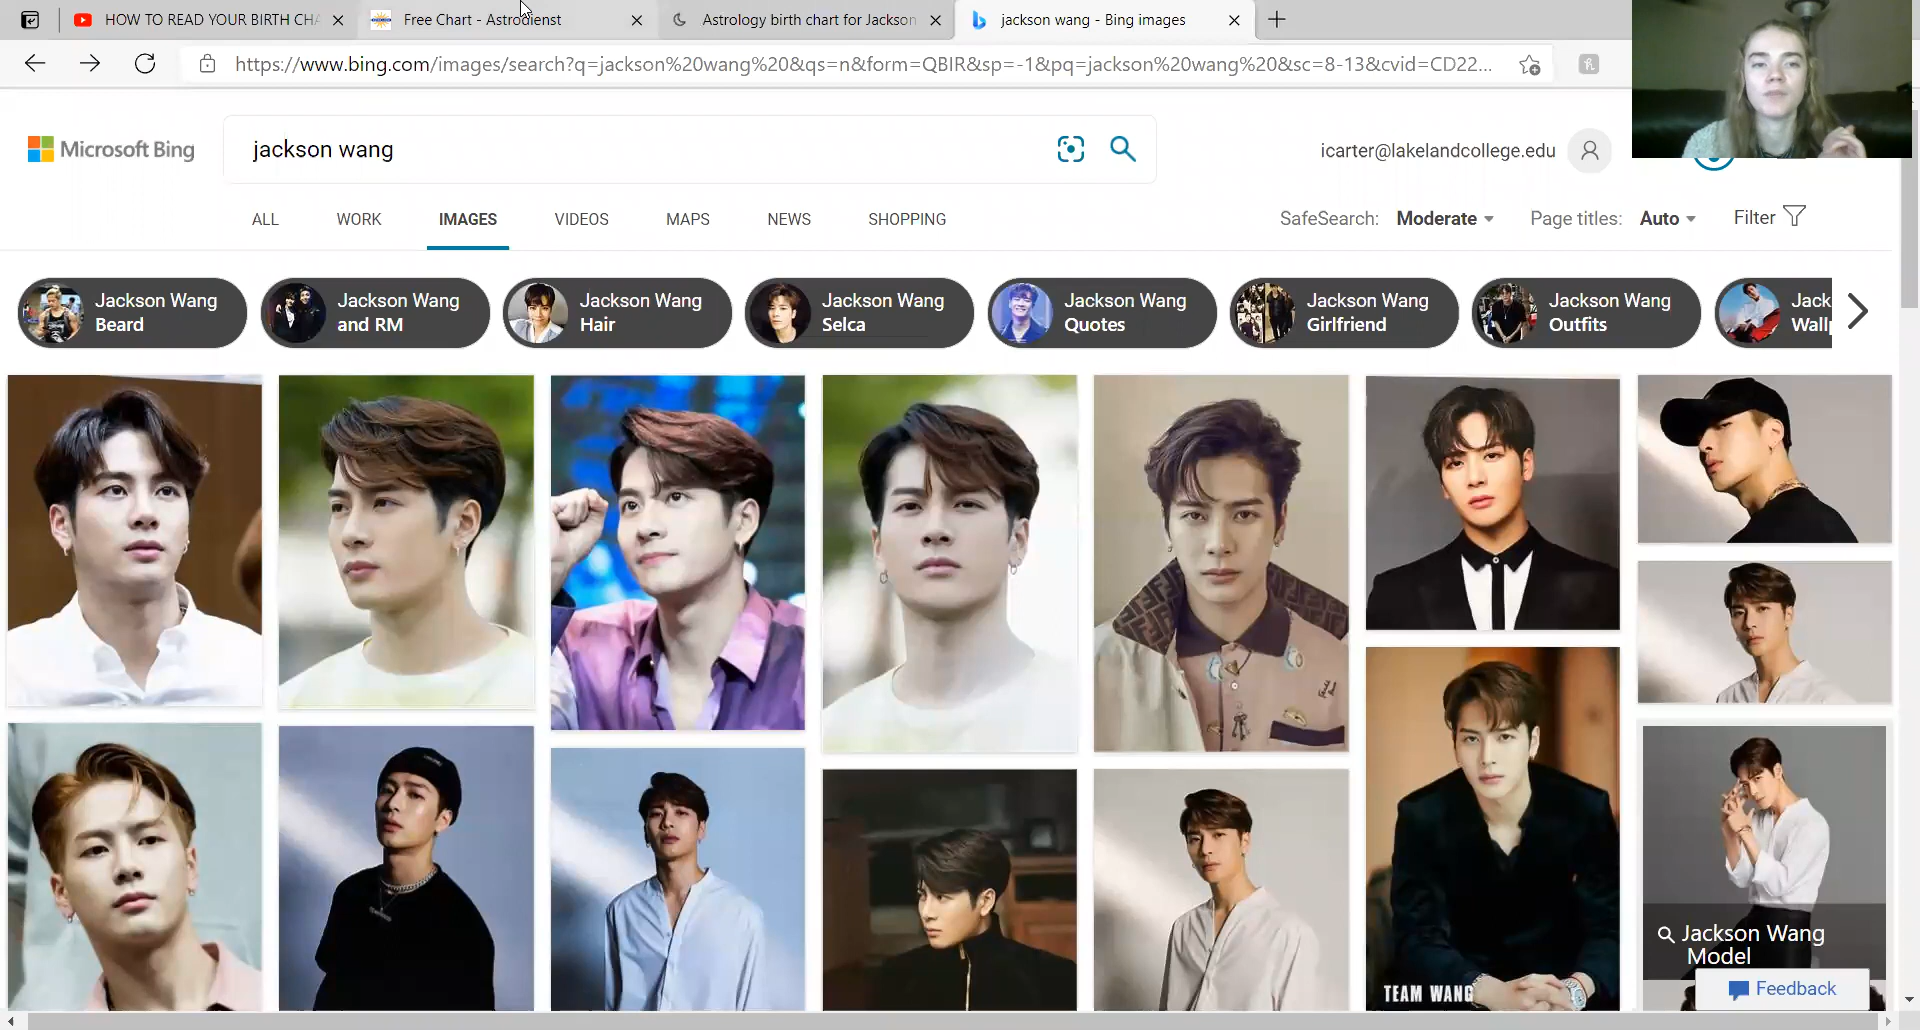 HOW TO READ YOUR BIRTH CHA
Free Chart - Astrodienst
Astrology birth chart for Jackson
jackson wang - Bing images
https://www.bing.com/images/search?q=jackson%20wang%20&qs=n&form=QBIR&sp=-1&pq=jackson%20wang%20&sc=8-13&cvid=CD22...
Microsoft Bing
jackson wang
icarter@lakelandcollege.edu
ALL
WORK
IMAGES
VIDEOS
MAPS
NEWS
SHOPPING
SafeSearch: Moderate
Page titles: Auto
Filter
Jackson Wang
Beard
Jackson Wang
and RM
Jackson Wang
Hair
Jackson Wang
Selca
Jackson Wang
Quotes
Jackson Wang
Girlfriend
Jackson Wang
Outfits
Jack
Wallp
TEAM WANG
Jackson Wang
Model
Feedback